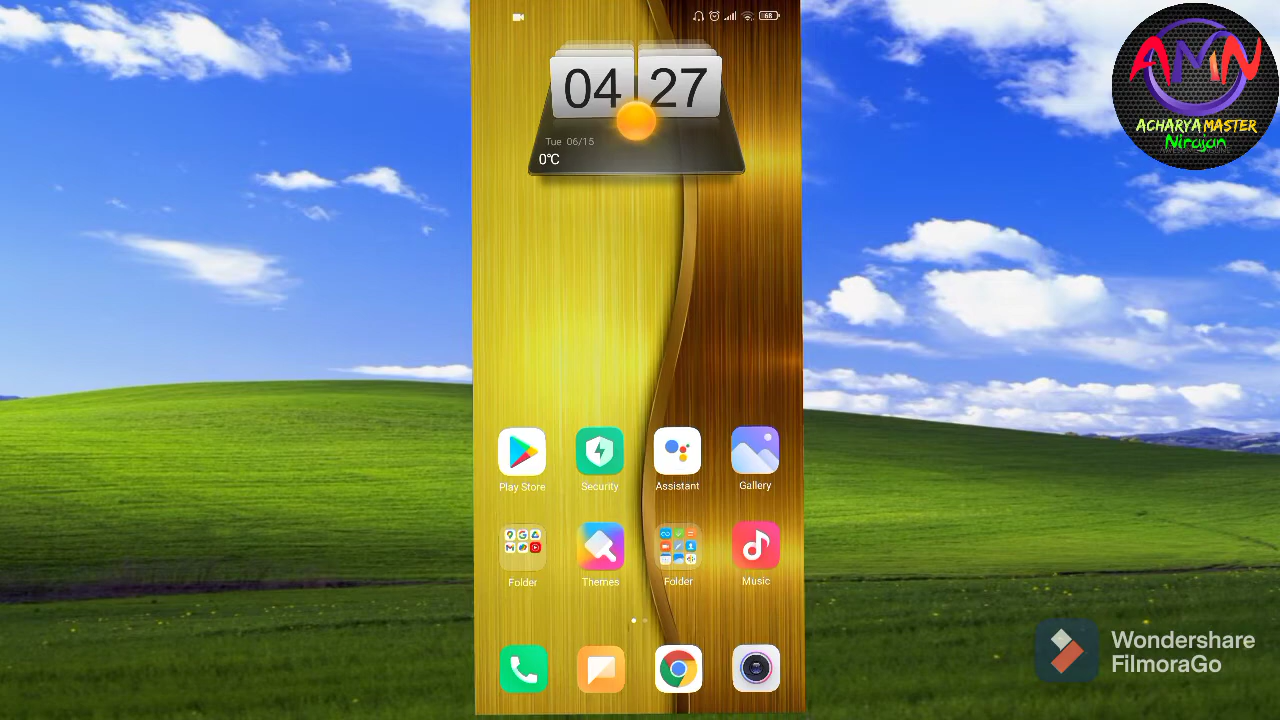 68
04 27
Tue 06/15
0℃
Play Store
Security
Assistant
Gallery
Folder
Themes
Folder
Music
AMN
ACHARYA MASTER
Nirajan
Wondershare
FilmoraGo